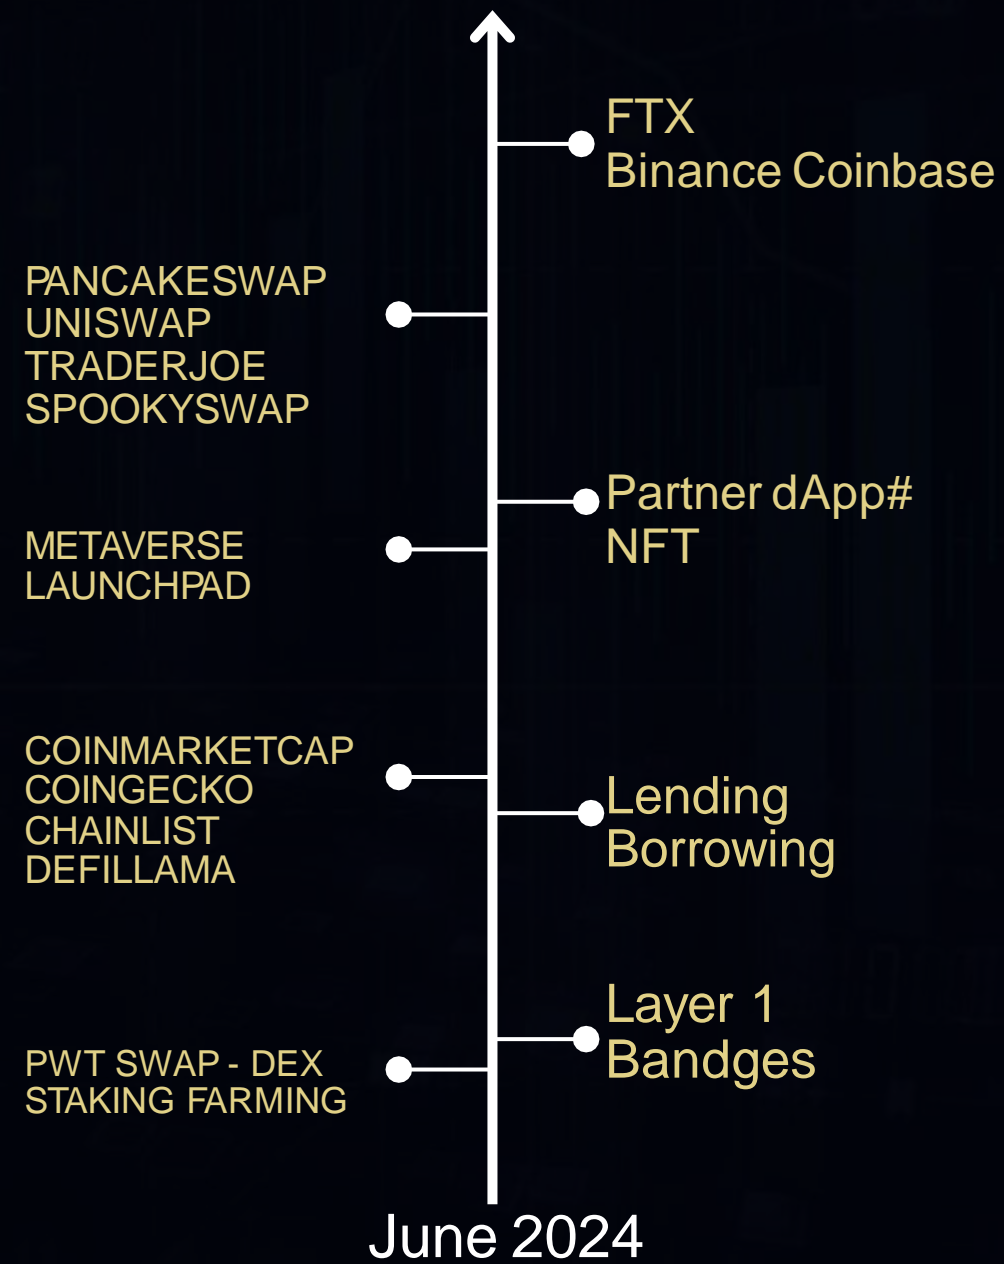 FTX
Binance Coinbase
PANCAKESWAP
UNISWAP
TRADERJOE
SPOOKYSWAP
Partner dApp#
NFT
METAVERSE
LAUNCHPAD
COINMARKETCAP
COINGECKO
CHAINLIST
DEFILLAMA
Lending
Borrowing
Layer 1
Bandges
PWT SWAP - DEX
STAKING FARMING
June 2024